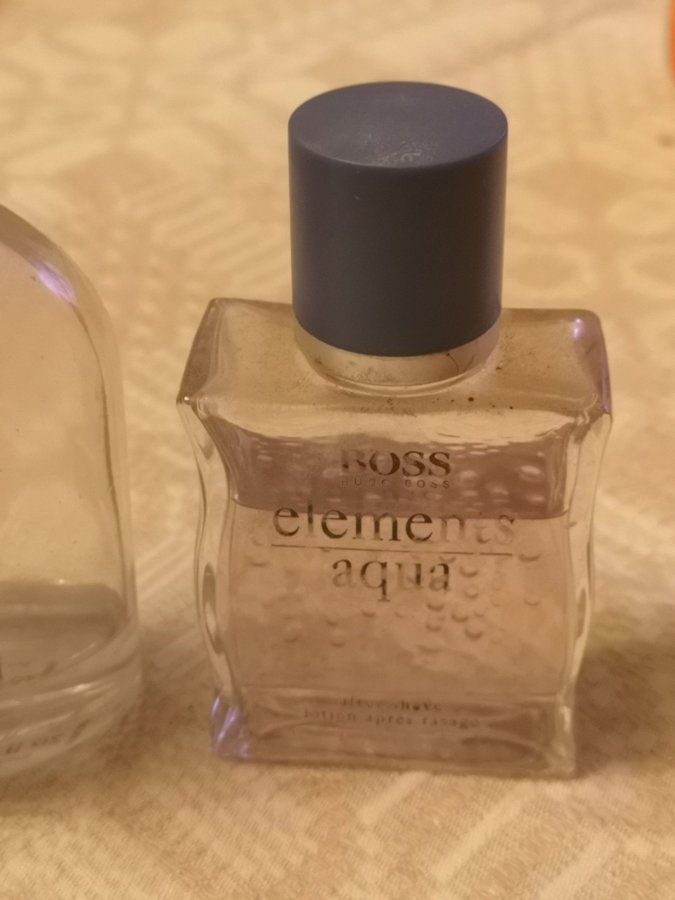 BOSS
HUGO BOSS
elements
aqua
after shave
lotion après rasage